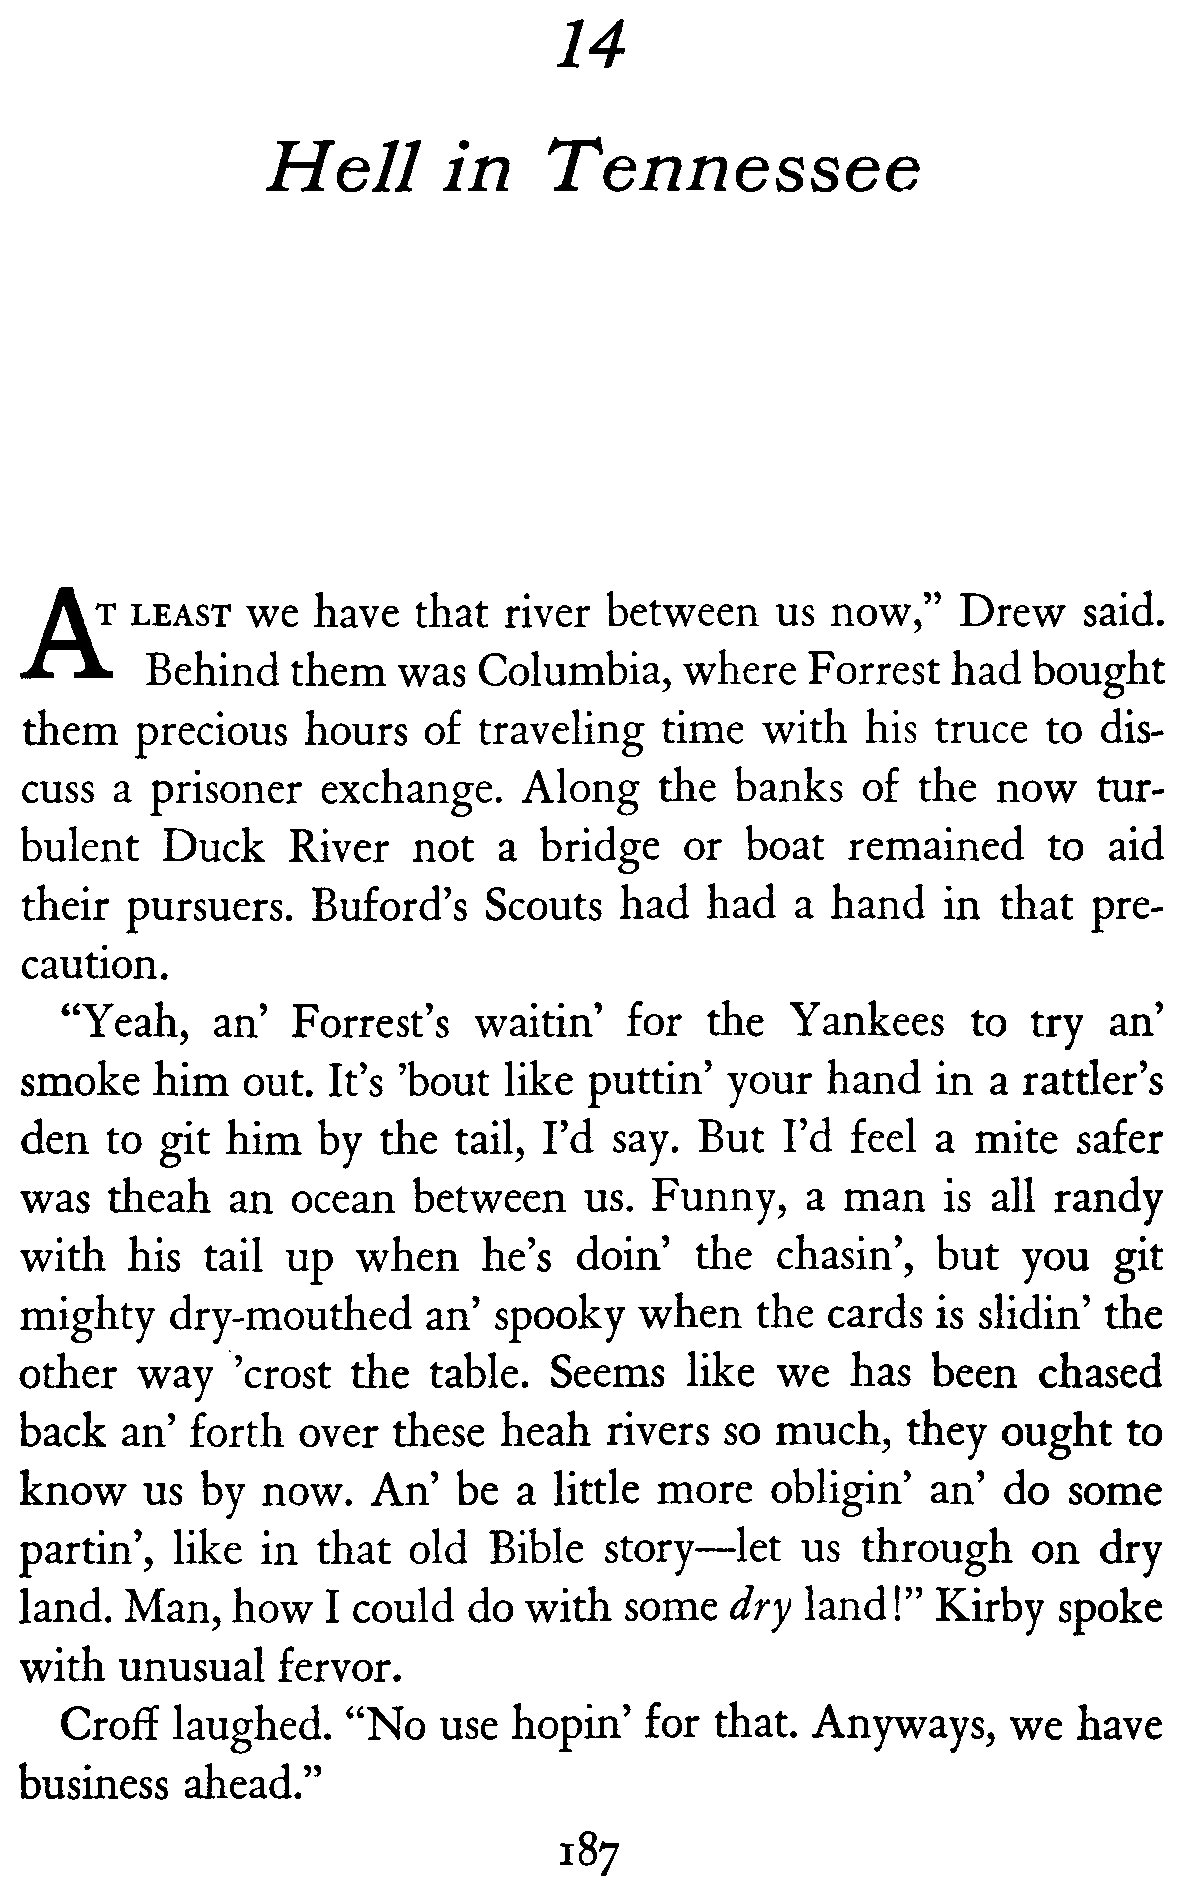 14
Hell in Tennessee
AT LEAST we have that river between us now,” Drew said.
Behind them was Columbia, where Forrest had bought
them precious hours of traveling time with his truce to dis-
cuss a prisoner exchange. Along the banks of the now tur-
bulent Duck River not a bridge or boat remained to aid
their pursuers. Buford’s Scouts had had a hand in that pre-
caution.
“Yeah, an’ Forrest’s waitin’ for the Yankees to try an’
smoke him out. It’s ’bout like puttin’ your hand in a rattler’s
den to git him by the tail, I’d say. But I’d feel a mite safer
was theah an ocean between us. Funny, a man is all randy
with his tail up when he’s doin’ the chasin’, but you git
mighty dry-mouthed an’ spooky when the cards is slidin’ the
other way ’crost the table. Seems like we has been chased
back an’ forth over these heah rivers so much, they ought to
know us by now. An’ be a little more obligin’ an’ do some
partin’, like in that old Bible story—let us through on dry
land. Man, how I could do with some dry land!” Kirby spoke
with unusual fervor.
Croff laughed. “No use hopin’ for that. Anyways, we have
business ahead.”
187